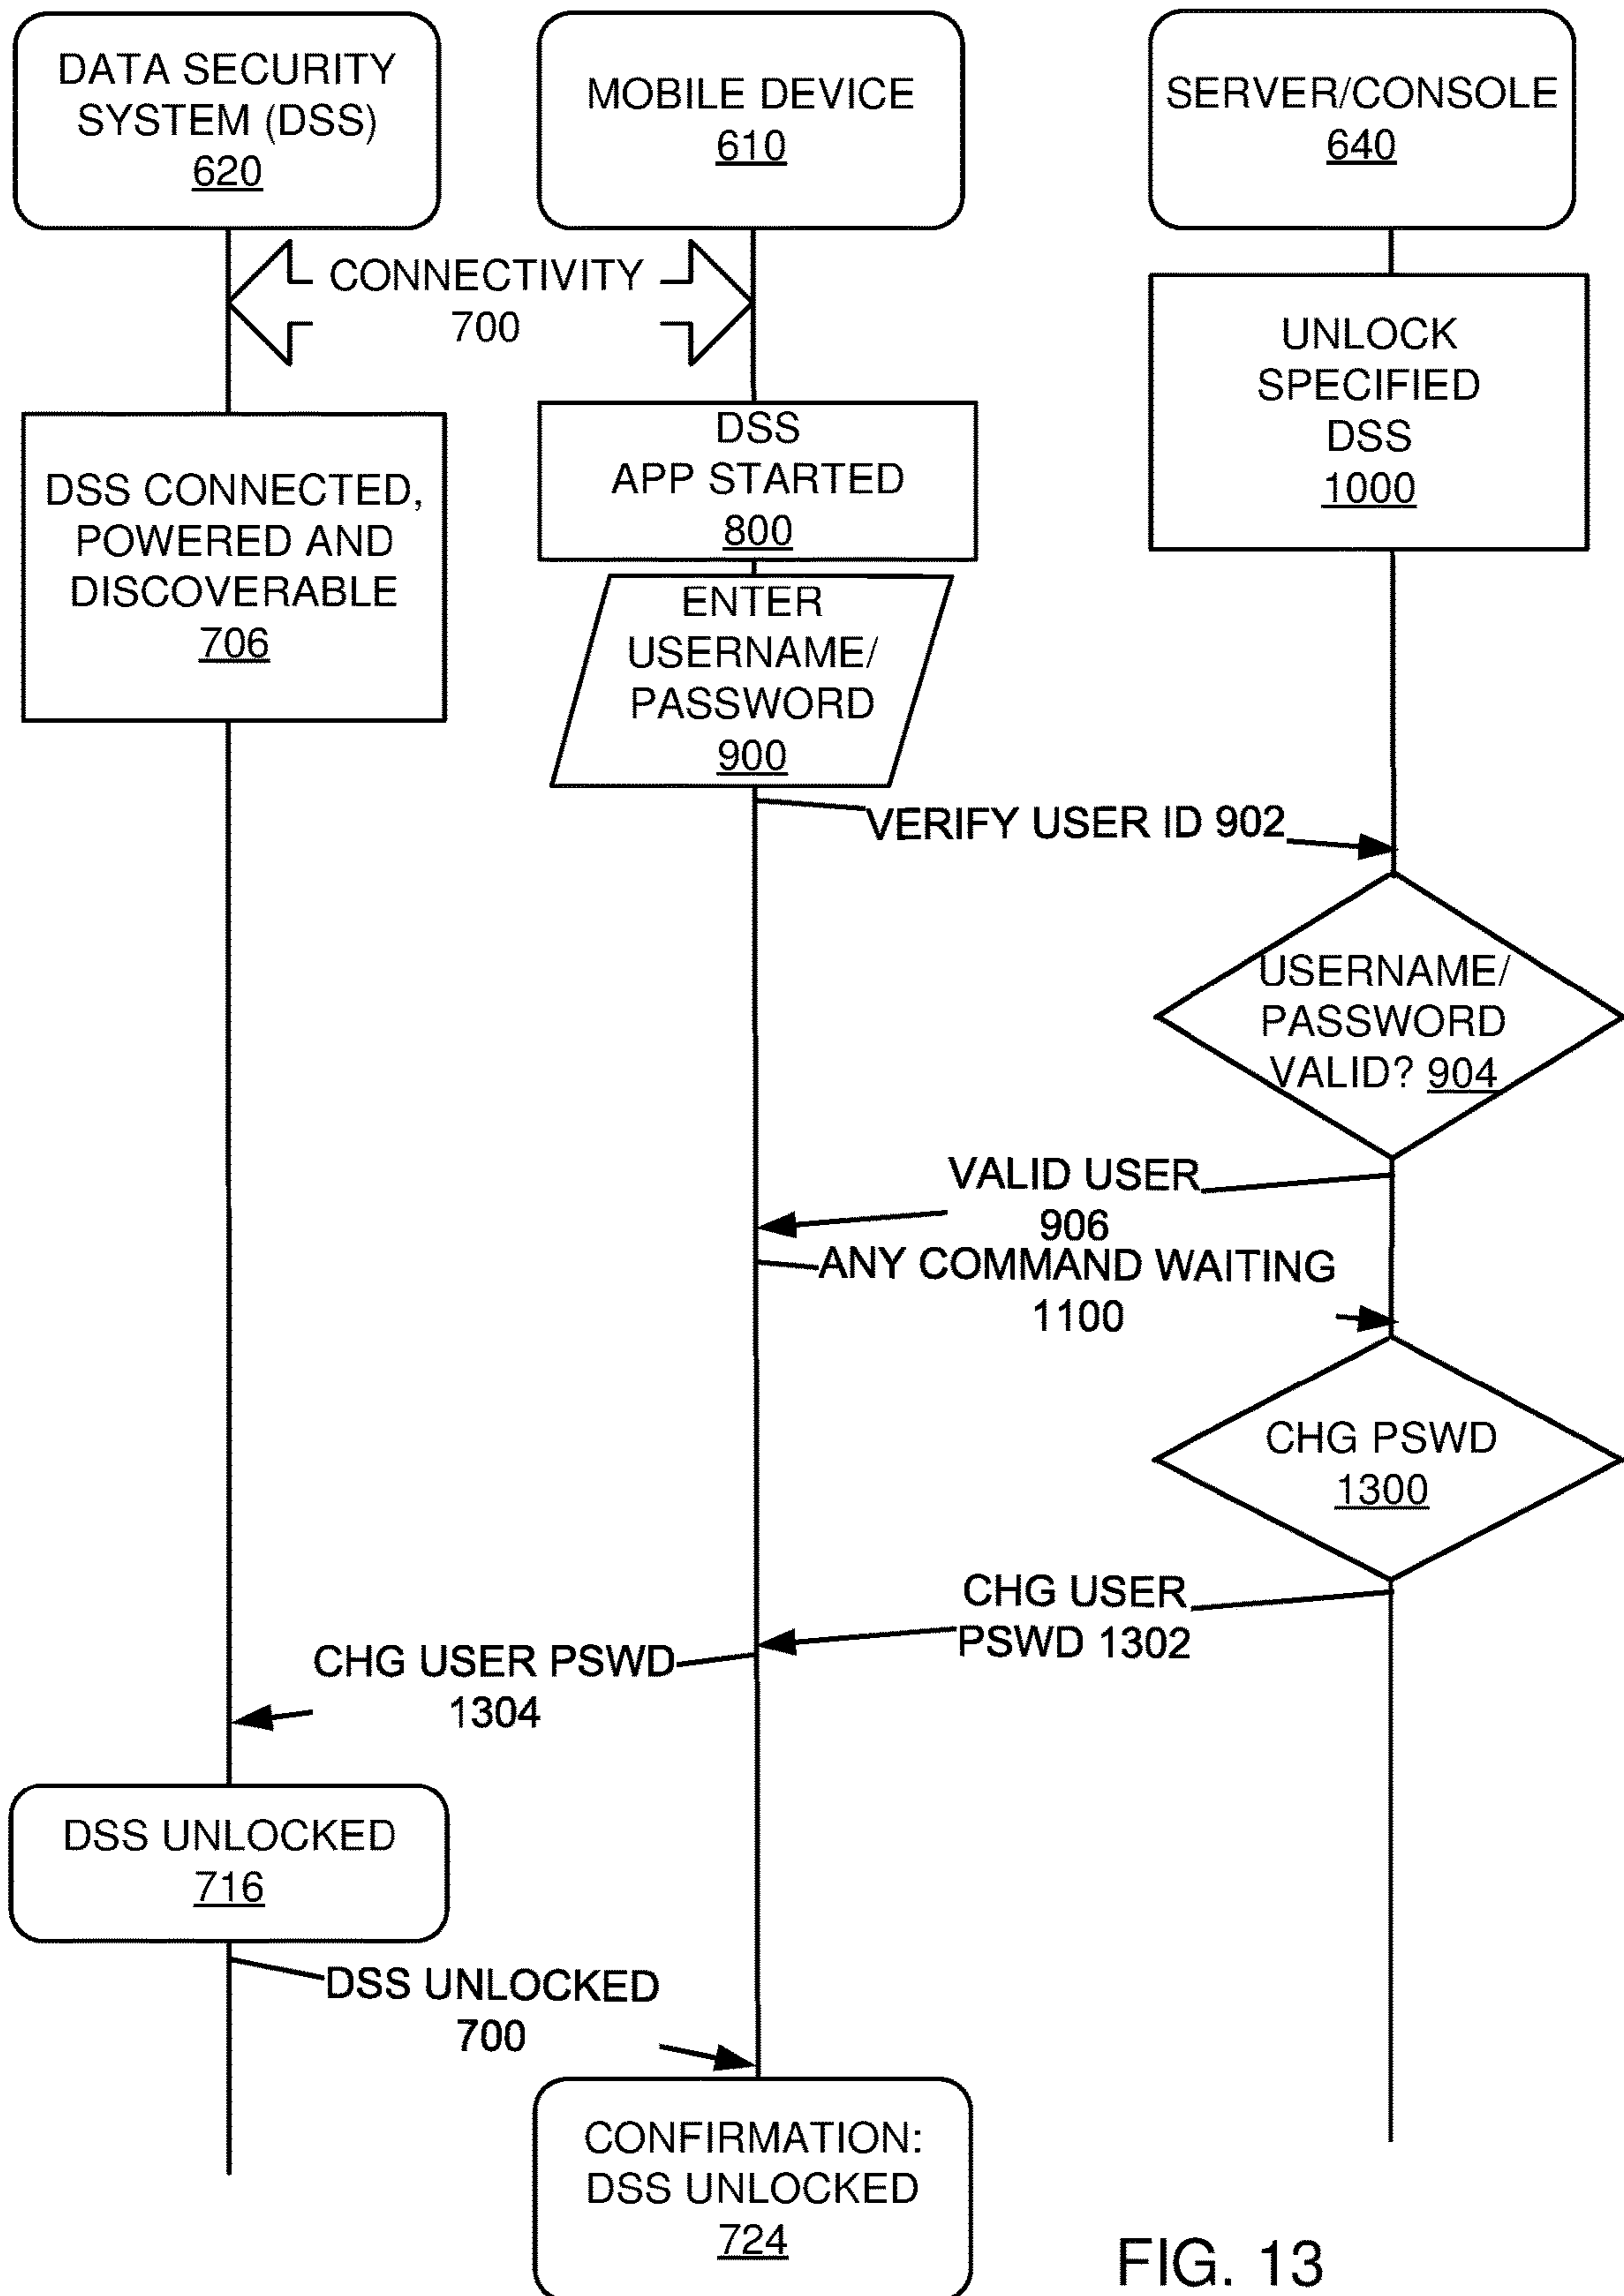 DATA SECURITY
SYSTEM (DSS)
620
MOBILE DEVICE
610
SERVER/CONSOLE
640
CONNECTIVITY
700
UNLOCK
SPECIFIED
DSS
1000
DSS CONNECTED,
POWERED AND
DISCOVERABLE
706
DSS
APP STARTED
800
ENTER
USERNAME/
PASSWORD
900
VERIFY USER ID 902
USERNAME/
PASSWORD
VALID? 904
VALID USER
906
ANY COMMAND WAITING
1100
CHG PSWD
1300
CHG USER
PSWD 1302
CHG USER PSWD
1304
DSS UNLOCKED
716
DSS UNLOCKED
700
CONFIRMATION:
DSS UNLOCKED
724
FIG. 13